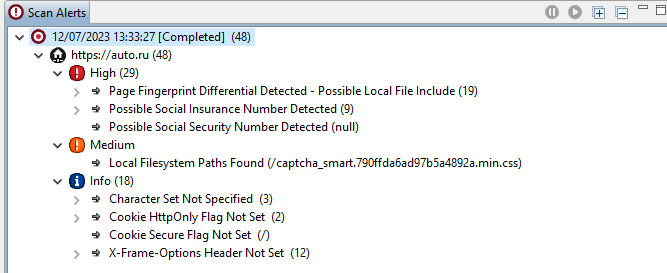 Scan Alerts
12/07/2023 13:33:27 [Completed] (48)
https://auto.ru (48)
High (29)
Page Fingerprint Differential Detected - Possible Local File Include (19)
Possible Social Insurance Number Detected (9)
Possible Social Security Number Detected (null)
Medium
Local Filesystem Paths Found (/captcha_smart.790ffda6ad97b5a4892a.min.css)
Info (18)
Character Set Not Specified (3)
Cookie HttpOnly Flag Not Set (2)
Cookie Secure Flag Not Set (/)
X-Frame-Options Header Not Set (12)